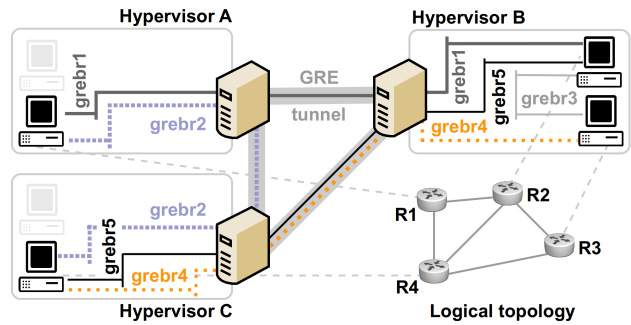 Hypervisor A
Hypervisor B
grebr1
grebr2
GRE
tunnel
grebr1
grebr5
grebr3
grebr4
grebr2
grebr5
grebr4
R1
R2
R3
R4
Hypervisor C
Logical topology